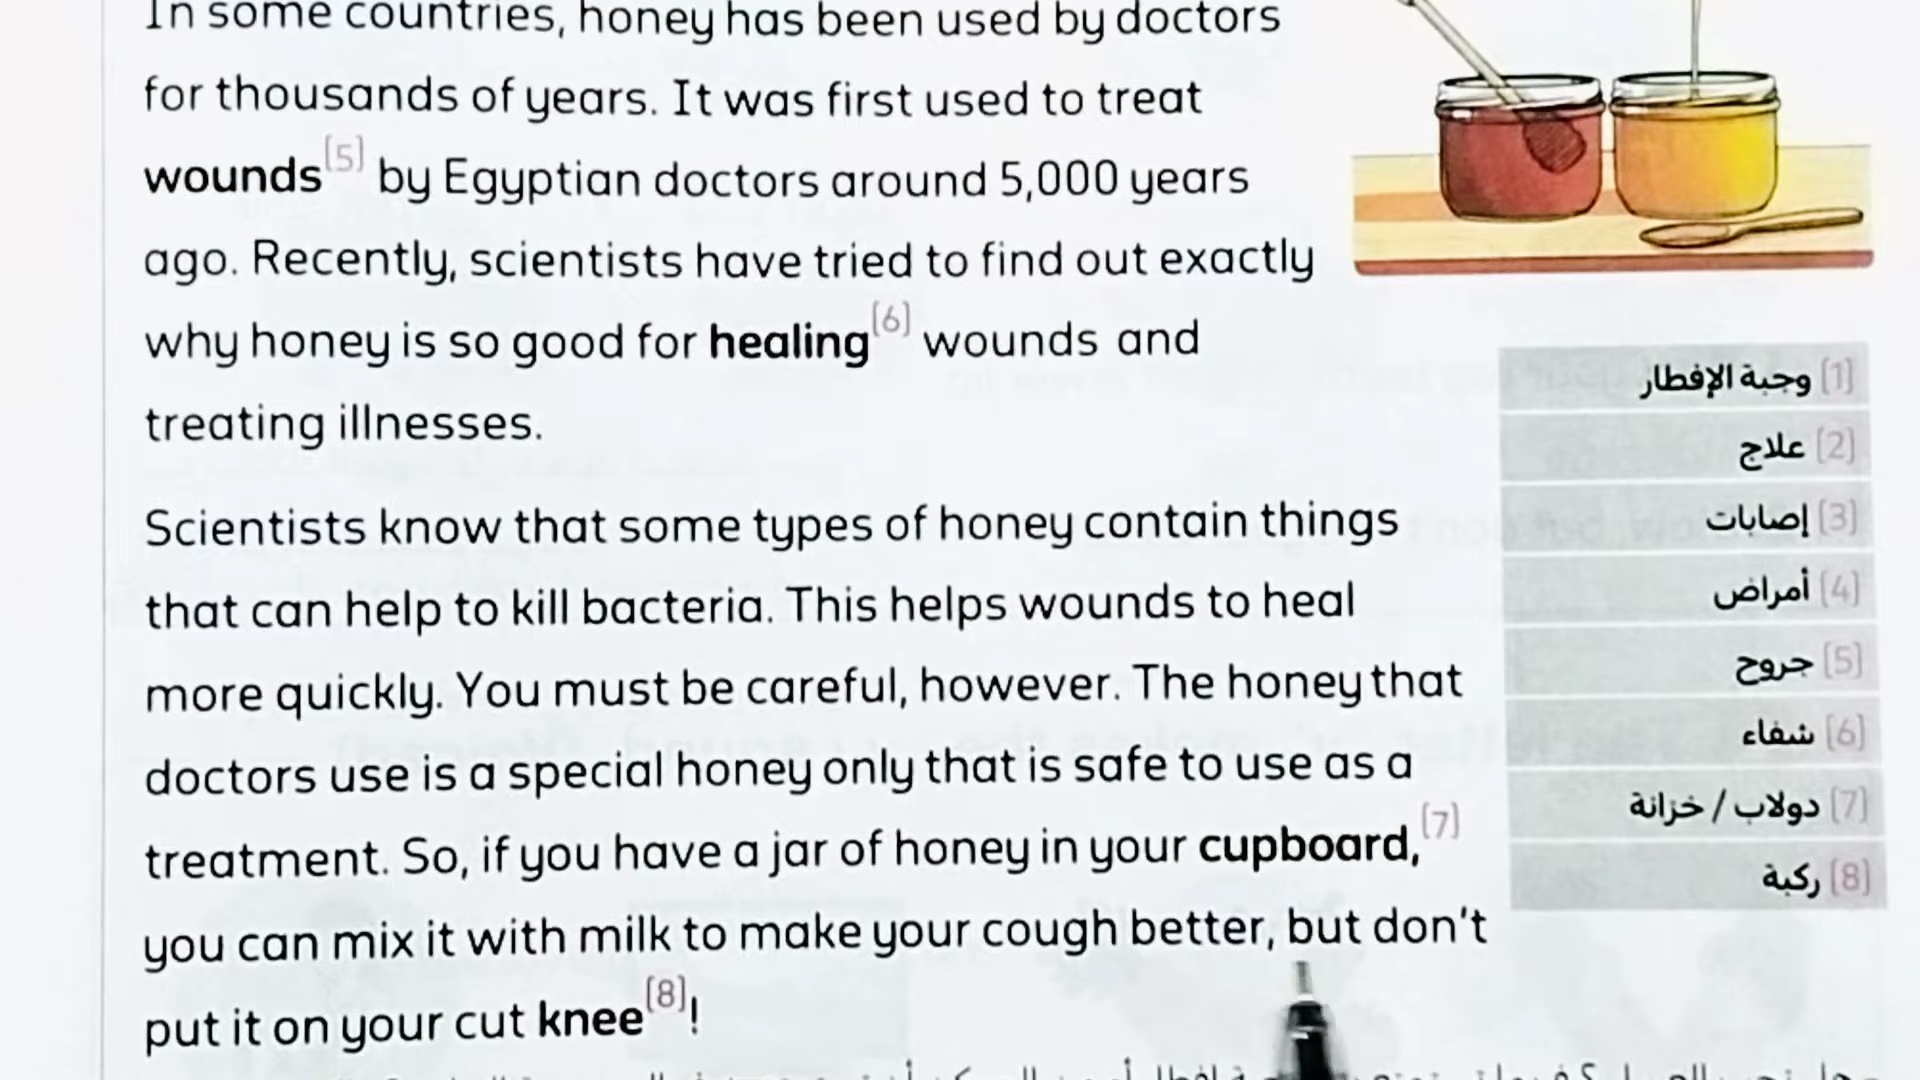 In some countries, honey has been used by doctors
for thousands of years. It was first used to treat
wounds[5] by Egyptian doctors around 5,000 years
ago. Recently, scientists have tried to find out exactly
why honey is so good for healing[6] wounds and
treating illnesses.
Scientists know that some types of honey contain things
that can help to kill bacteria. This helps wounds to heal
more quickly. You must be careful, however. The honey that
doctors use is a special honey only that is safe to use as a
treatment. So, if you have a jar of honey in your cupboard,[7]
you can mix it with milk to make your cough better, but don't
put it on your cut knee[8]!
[1] وجبة الإفطار
[2] علاج
[3] إصابات
[4] أمراض
[5] جروح
[6] شفاء
[7] دولاب / خزانة
[8] ركبة